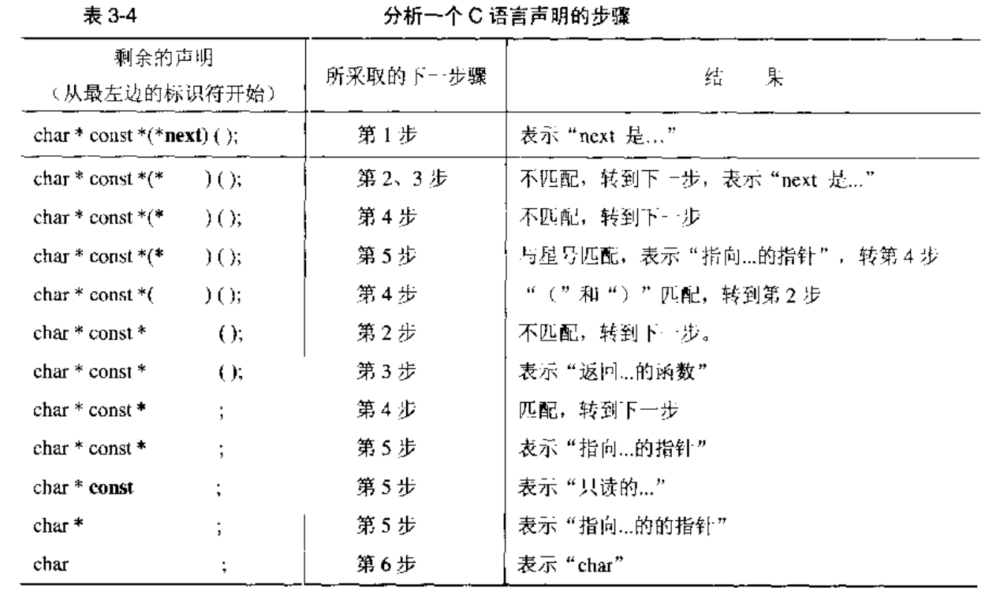 表 3-4 分析一个 C 语言声明的步骤
剩余的声明
（从最左边的标识符开始） 所采取的下一步骤 结 果
char * const *(*next) ( ); 第 1 步 表示“next 是...”
char * const *(* ) ( ); 第 2、3 步 不匹配，转到下一步，表示“next 是...”
char * const *(* ) ( ); 第 4 步 不匹配，转到下一步
char * const *(* ) ( ); 第 5 步 与星号匹配，表示“指向...的指针”，转第 4 步
char * const *( ) ( ); 第 4 步 “（”和“）”匹配，转到第 2 步
char * const * ( ); 第 2 步 不匹配，转到下一步。
char * const * ( ); 第 3 步 表示“返回...的函数”
char * const * ; 第 4 步 匹配，转到下一步
char * const * ; 第 5 步 表示“指向...的指针”
char * const ; 第 5 步 表示“只读的...”
char * ; 第 5 步 表示“指向...的的指针”
char ; 第 6 步 表示“char”